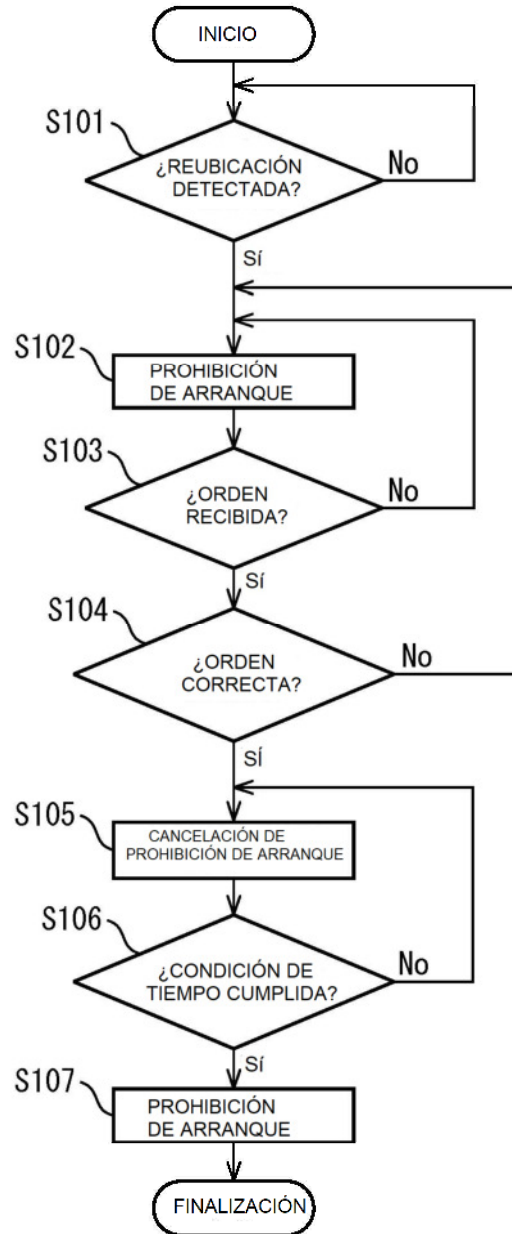 INICIO
S101
¿REUBICACIÓN
DETECTADA?
No
Sí
S102
PROHIBICIÓN
DE ARRANQUE
S103
¿ORDEN
RECIBIDA?
No
Sí
S104
¿ORDEN
CORRECTA?
No
SÍ
S105
CANCELACIÓN DE
PROHIBICIÓN DE ARRANQUE
S106
¿CONDICIÓN DE
TIEMPO CUMPLIDA?
No
Sí
S107
PROHIBICIÓN
DE ARRANQUE
FINALIZACIÓN